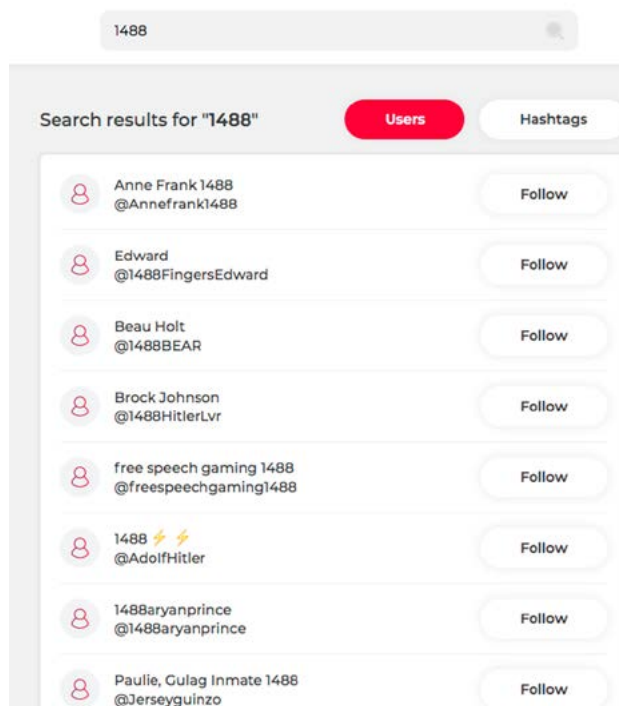 1488
Search results for "1488"
Users
Hashtags
Anne Frank 1488
@Annefrank1488
Follow
Edward
@1488FingersEdward
Follow
Beau Holt
@1488BEAR
Follow
Brock Johnson
@1488HitlerLvr
Follow
free speech gaming 1488
@freespeechgaming1488
Follow
1488 ⚡ ⚡
@AdolfHitler
Follow
1488aryanprince
@1488aryanprince
Follow
Paulie, Gulag Inmate 1488
@Jerseyguinzo
Follow